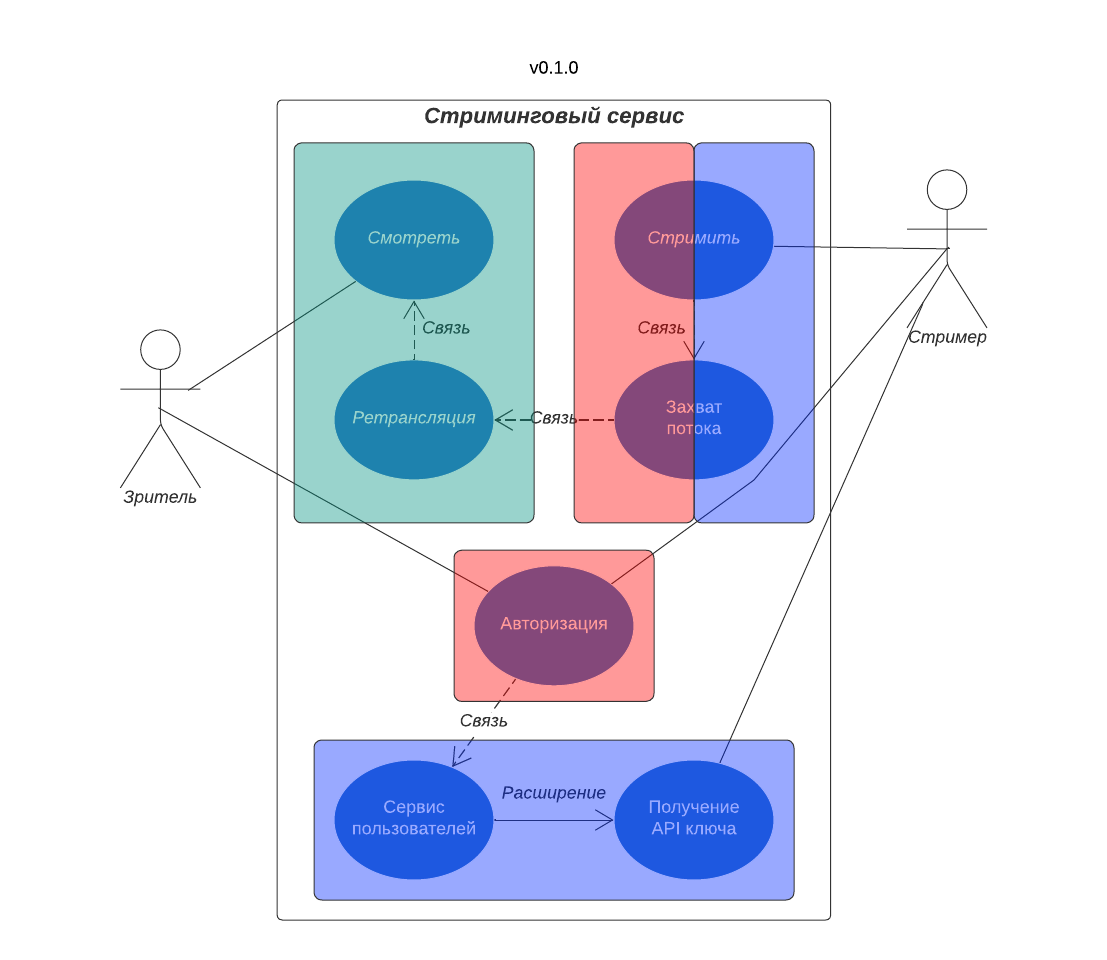 v0.1.0
Стриминговый сервис
Смотреть
Стримить
Связь
Связь
Стример
Ретрансляция
Связь
Захват
потока
Зритель
Авторизация
Связь
Расширение
Сервис
пользователей
Получение
API ключа